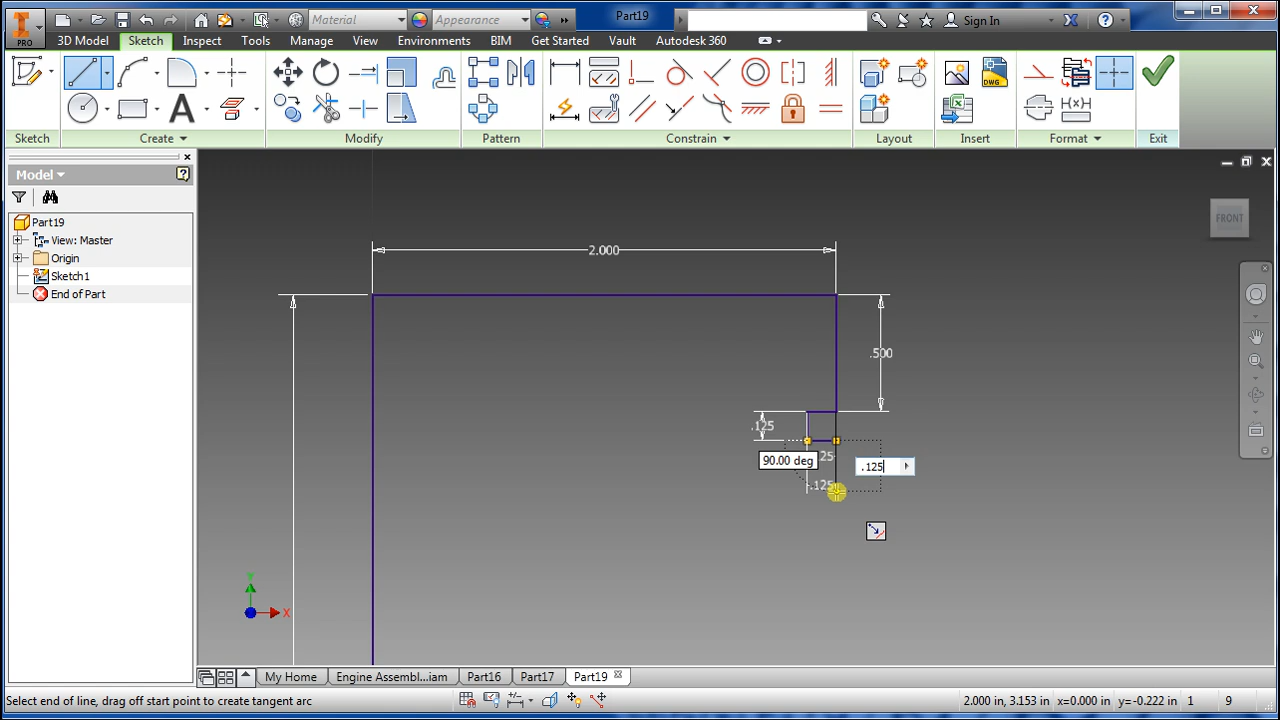 Material
Appearance
Part19
Sign In
PRO
3D Model
Sketch
Inspect
Tools
Manage
View
Environments
BIM
Get Started
Vault
Autodesk 360
Sketch
Create
Modify
Pattern
Constrain
Layout
Insert
Format
Exit
Model
Part19
View: Master
Origin
Sketch1
End of Part
FRONT
2.000
.500
.125
25
90.00 deg
.125
.125
Y
X
My Home
Engine Assembl...iam
Part16
Part17
Part19
Select end of line, drag off start point to create tangent arc
2.000 in, 3.153 in
x=0.000 in
y=-0.222 in
1
9